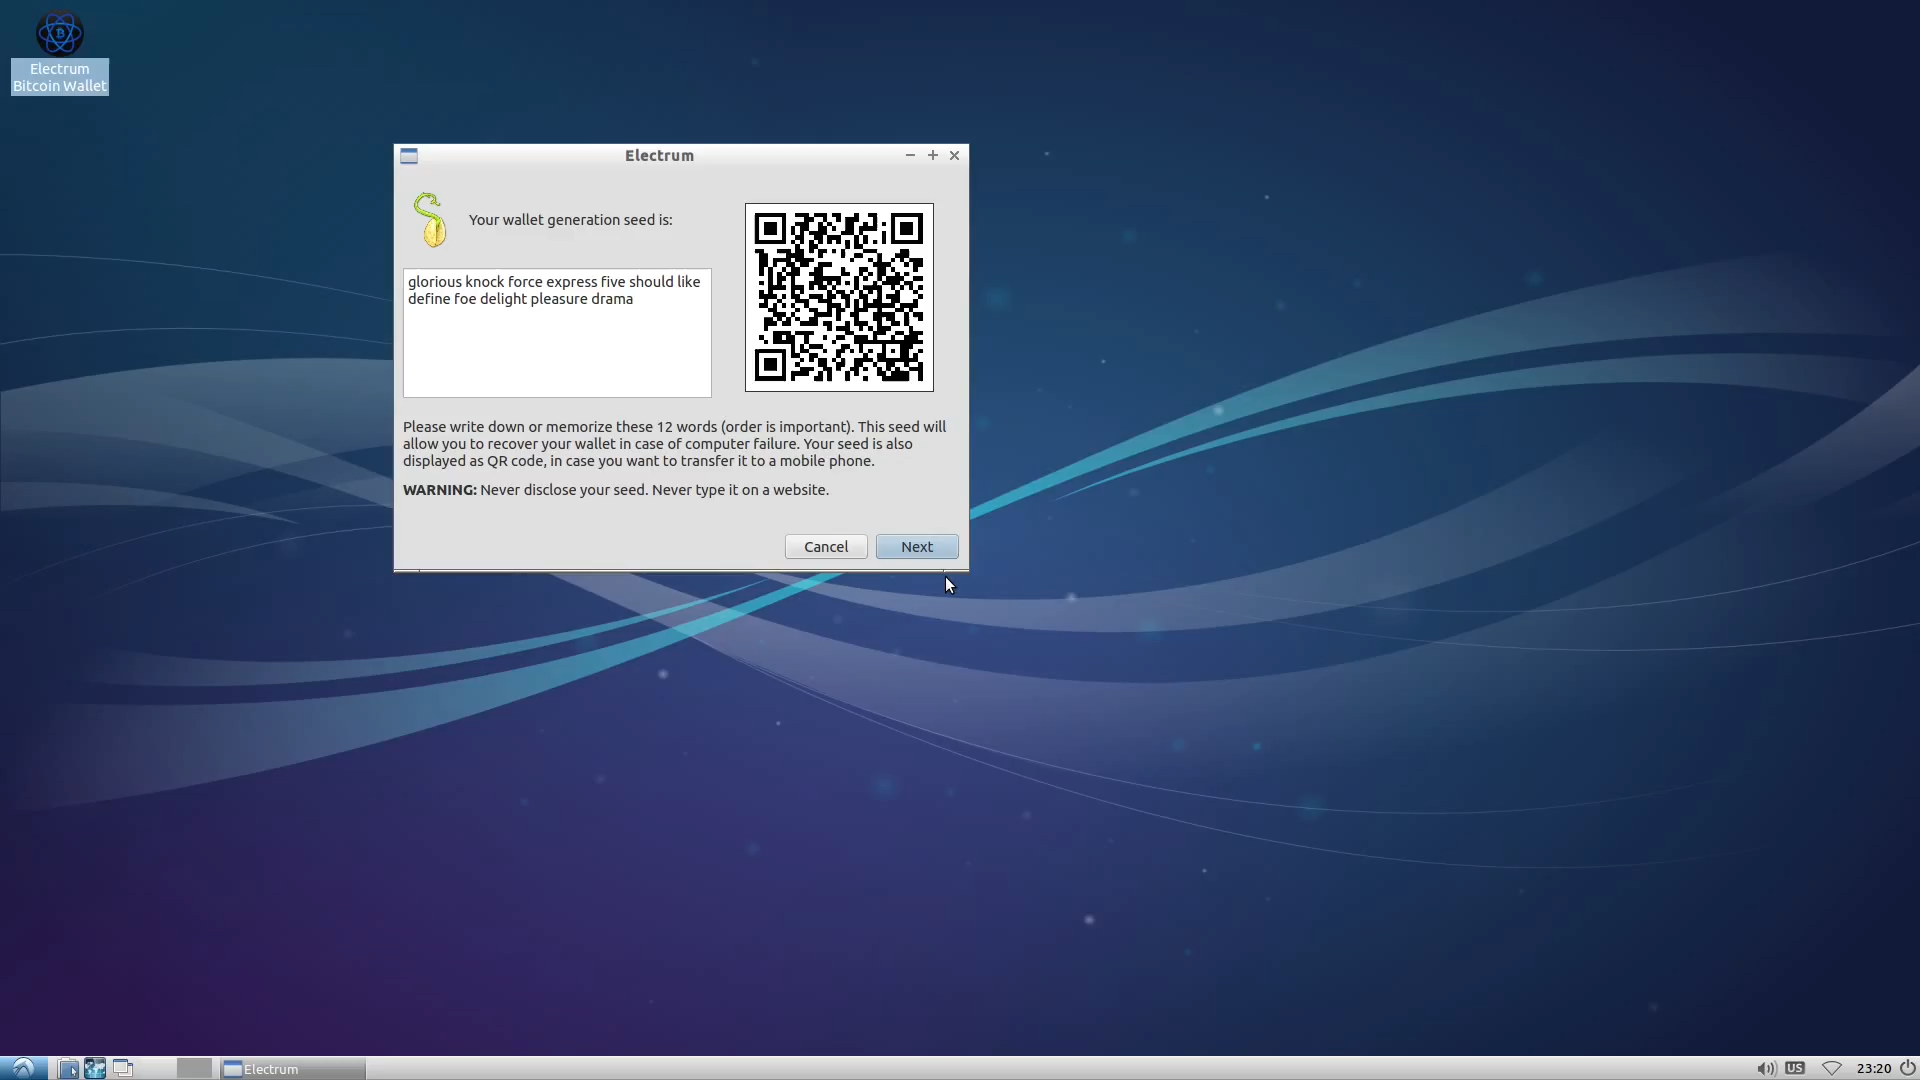 Electrum
Bitcoin Wallet
Electrum
Your wallet generation seed is:
glorious knock force express five should like
define foe delight pleasure drama
Please write down or memorize these 12 words (order is important). This seed will
allow you to recover your wallet in case of computer failure. Your seed is also
displayed as QR code, in case you want to transfer it to a mobile phone.
WARNING: Never disclose your seed. Never type it on a website.
Cancel
Next
Electrum
US
23:20